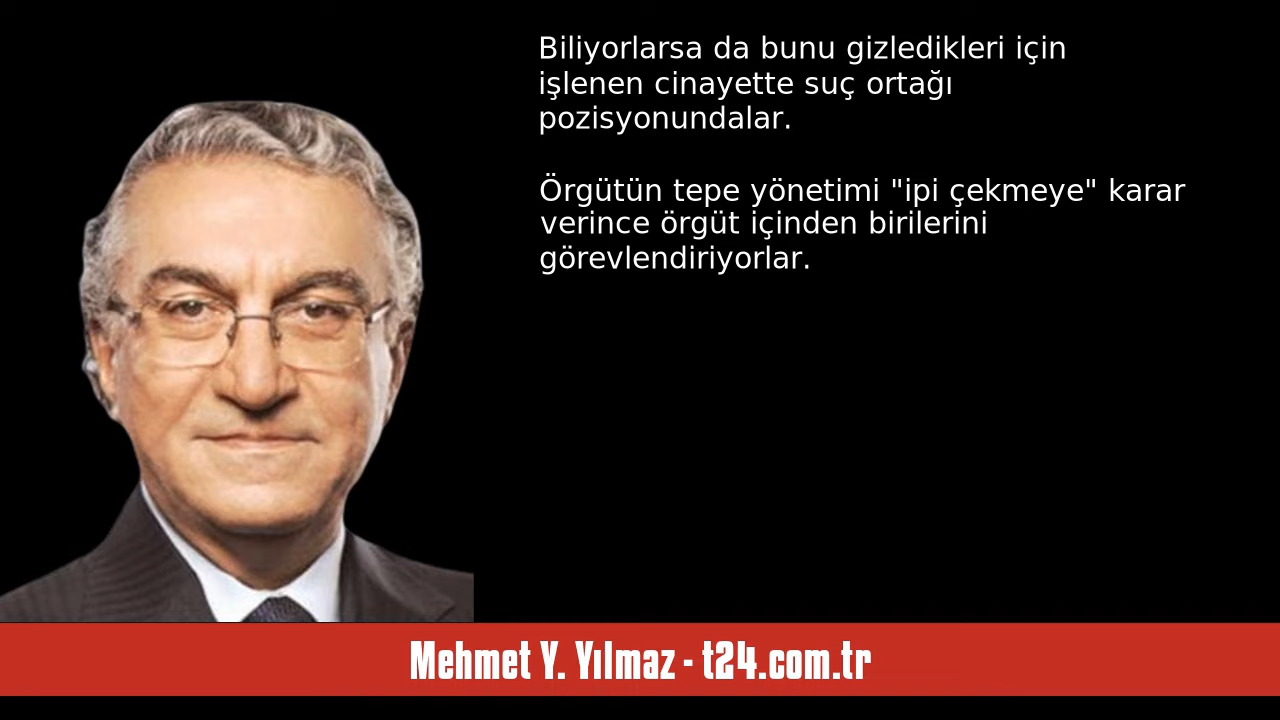 Biliyorlarsa da bunu gizledikleri için
işlenen cinayette suç ortağı
pozisyonundalar.
Örgütün tepe yönetimi "ipi çekmeye" karar
verince örgüt içinden birilerini
görevlendiriyorlar.
Mehmet Y. Yılmaz - t24.com.tr